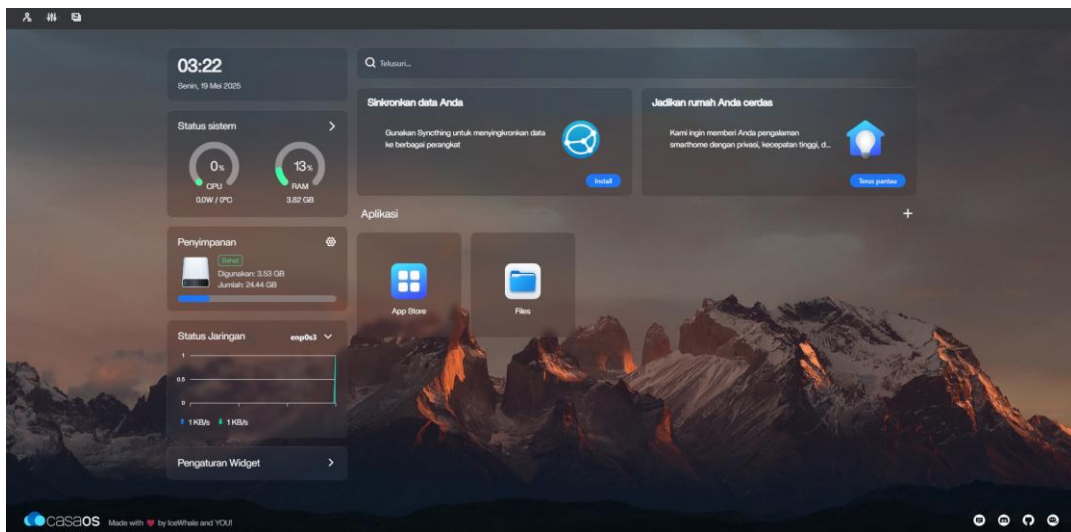 03:22
Senin, 19 Mei 2025
Status sistem
0%
CPU
0.0W / 0°C
13%
RAM
3.82 GB
Penyimpanan
Sehat
Digunakan: 3.53 GB
Jumlah: 24.44 GB
Status Jaringan
enp0s3
1
0.5
0
1 KB/s
1 KB/s
Pengaturan Widget
Telusuri...
Sinkronkan data Anda
Gunakan Syncthing untuk menyingkronkan data
ke berbagai perangkat
Install
Jadikan rumah Anda cerdas
Kami ingin memberi Anda pengalaman
smarthome dengan privasi, kecepatan tinggi, d...
Terus pantau
Aplikasi
App Store
Files
CasaOS Made with ❤ by IceWhale and YOU!